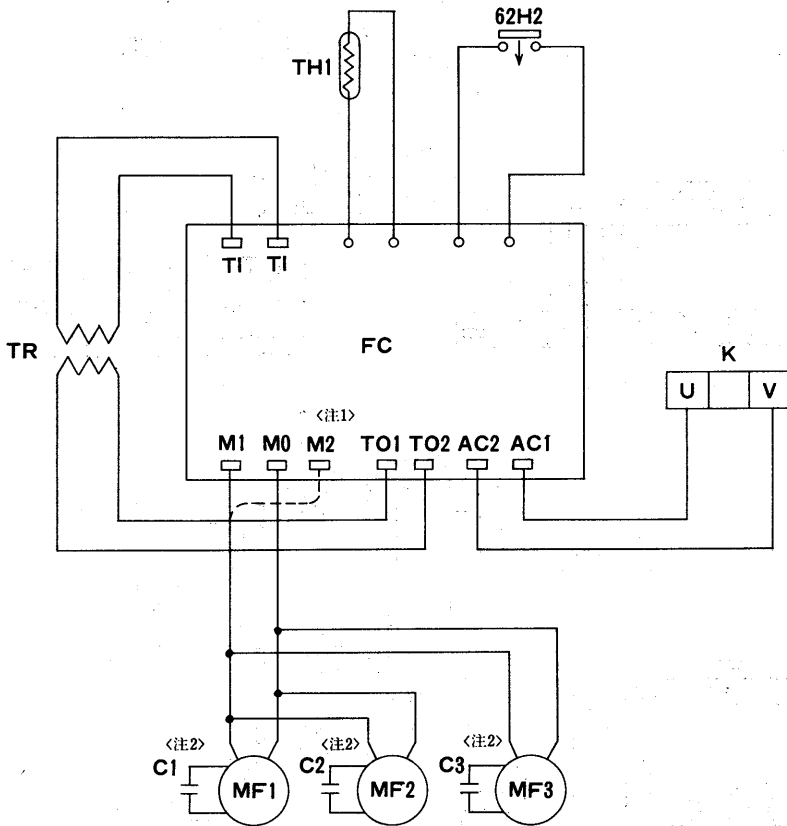 62H2
TH1
TI TI
TR
FC
K
U V
<注1>
M1 M0 M2 TO1 TO2 AC2 AC1
<注2> <注2> <注2>
C1 C2 C3
MF1 MF2 MF3